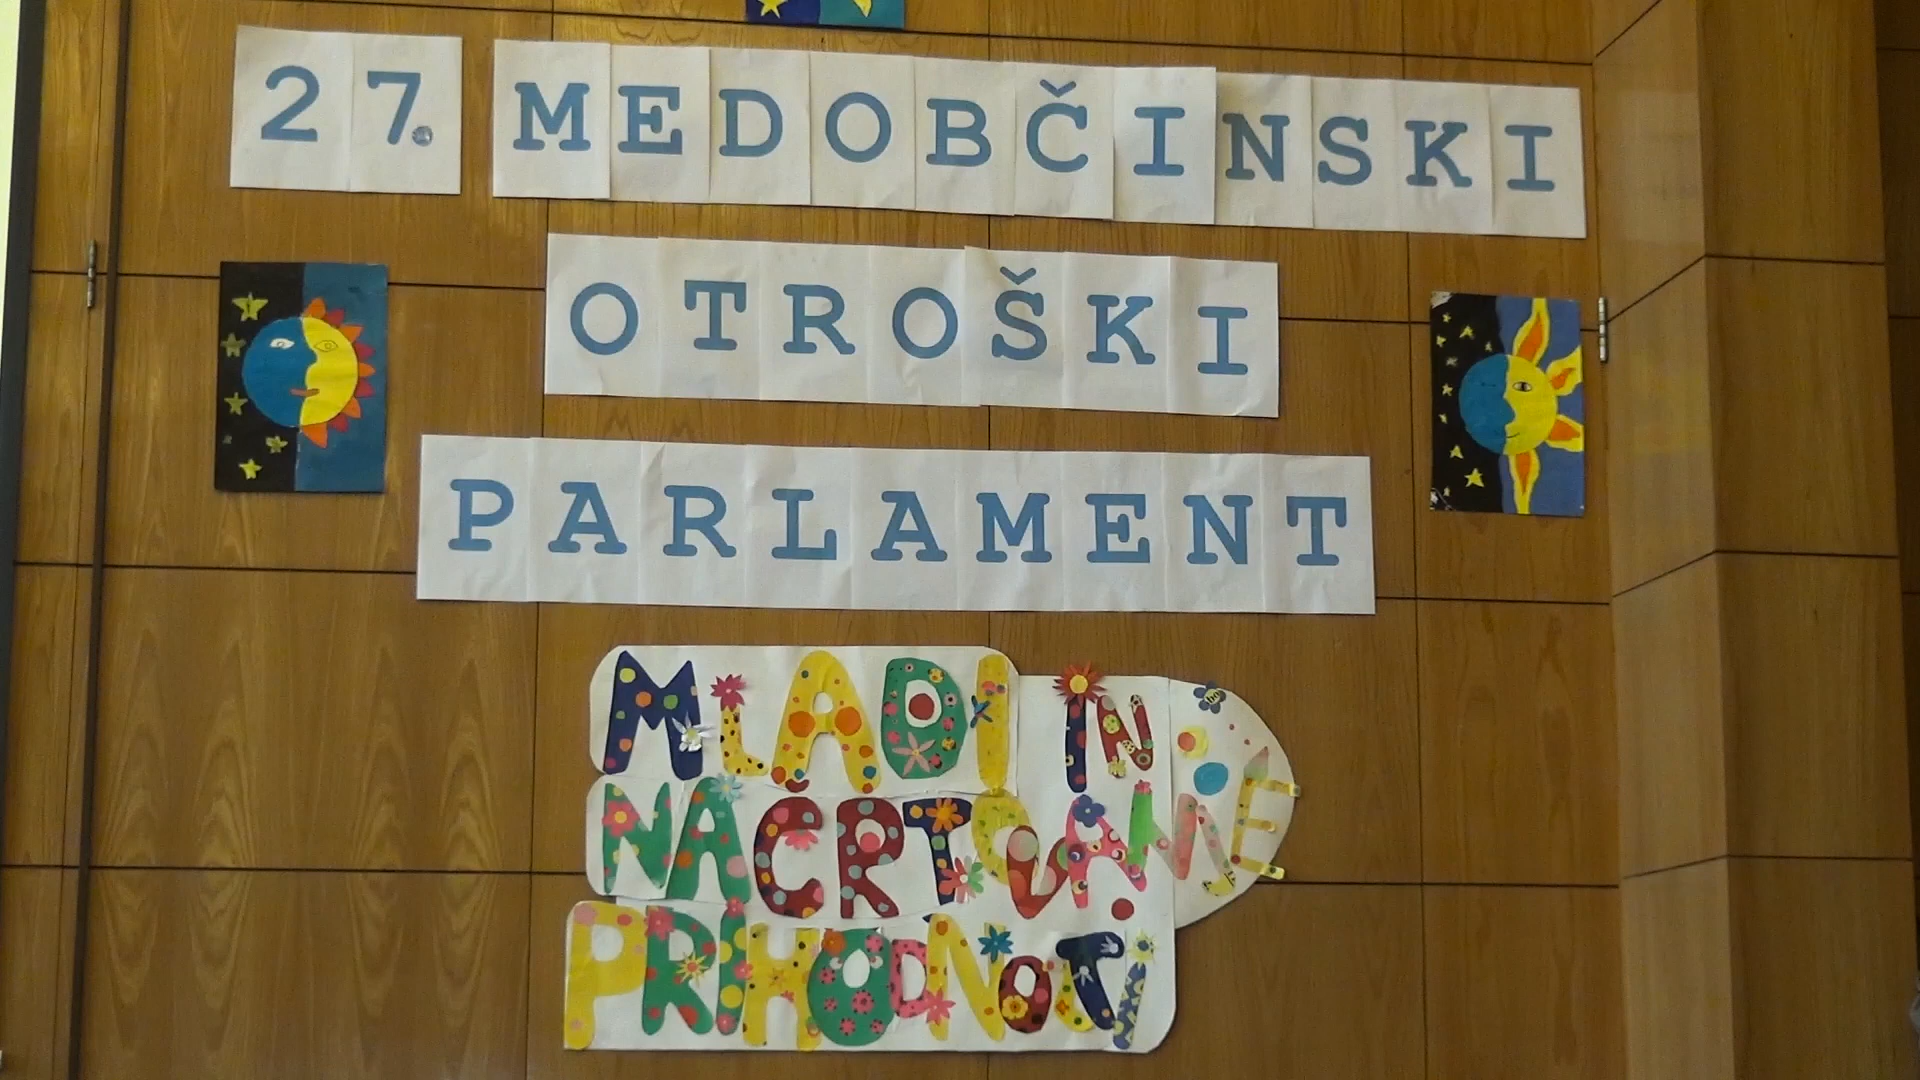 27. MEDOBČINSKI
OTROŠKI
PARLAMENT
MLADI IN
NAČRTOVANJE
PRIHODNOSTI